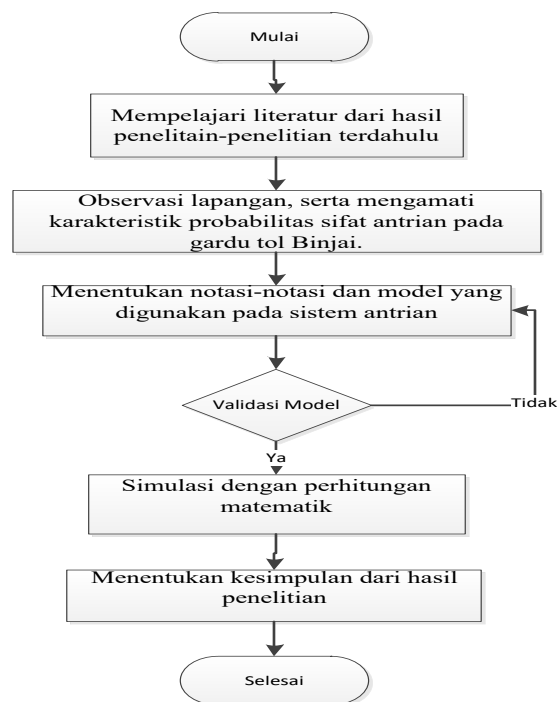 Mulai
Mempelajari literatur dari hasil
penelitain-penelitian terdahulu
Observasi lapangan, serta mengamati
karakteristik probabilitas sifat antrian pada
gardu tol Binjai.
Menentukan notasi-notasi dan model yang
digunakan pada sistem antrian
Validasi Model
Tidak
Ya
Simulasi dengan perhitungan
matematik
Menentukan kesimpulan dari hasil
penelitian
Selesai